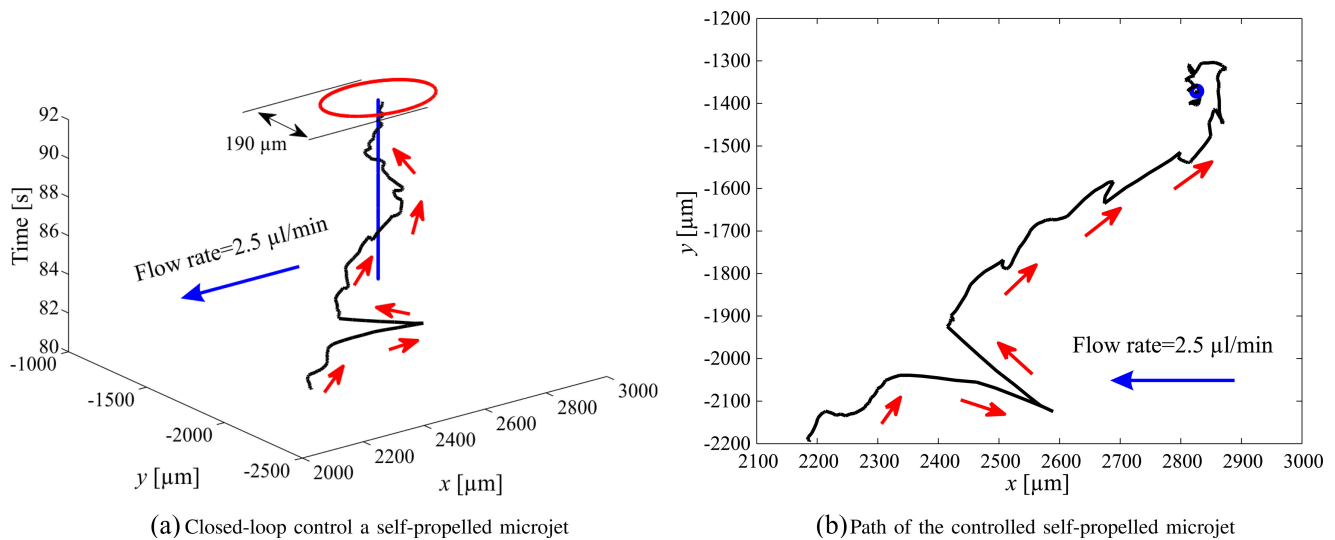 190 µm
92
90
88
86
84
82
80
Time [s]
Flow rate=2.5 µl/min
-1000
-1500
-2000
-2500
y [µm]
2000
2200
2400
2600
2800
3000
x [µm]
(a) Closed-loop control a self-propelled microjet
-1200
-1300
-1400
-1500
-1600
-1700
-1800
-1900
-2000
-2100
-2200
y [µm]
Flow rate=2.5 µl/min
2100 2200 2300 2400 2500 2600 2700 2800 2900 3000
x [µm]
(b) Path of the controlled self-propelled microjet